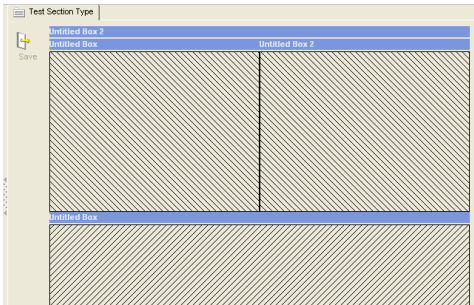 Test Section Type
Untitled Box 2
Untitled Box
Untitled Box 2
Save
Untitled Box